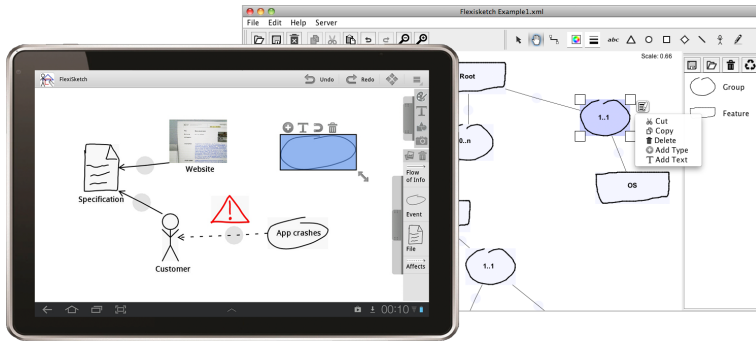 Flexisketch Example1.xml
File Edit Help Server
abc
Scale: 0.66
Root
0..n
1..1
Cut
Copy
Delete
Add Type
Add Text
OS
1..1
Group
Feature
FlexiSketch
Undo
Redo
Website
Specification
Customer
App crashes
Flow
of Info
Event
File
Affects
00:10